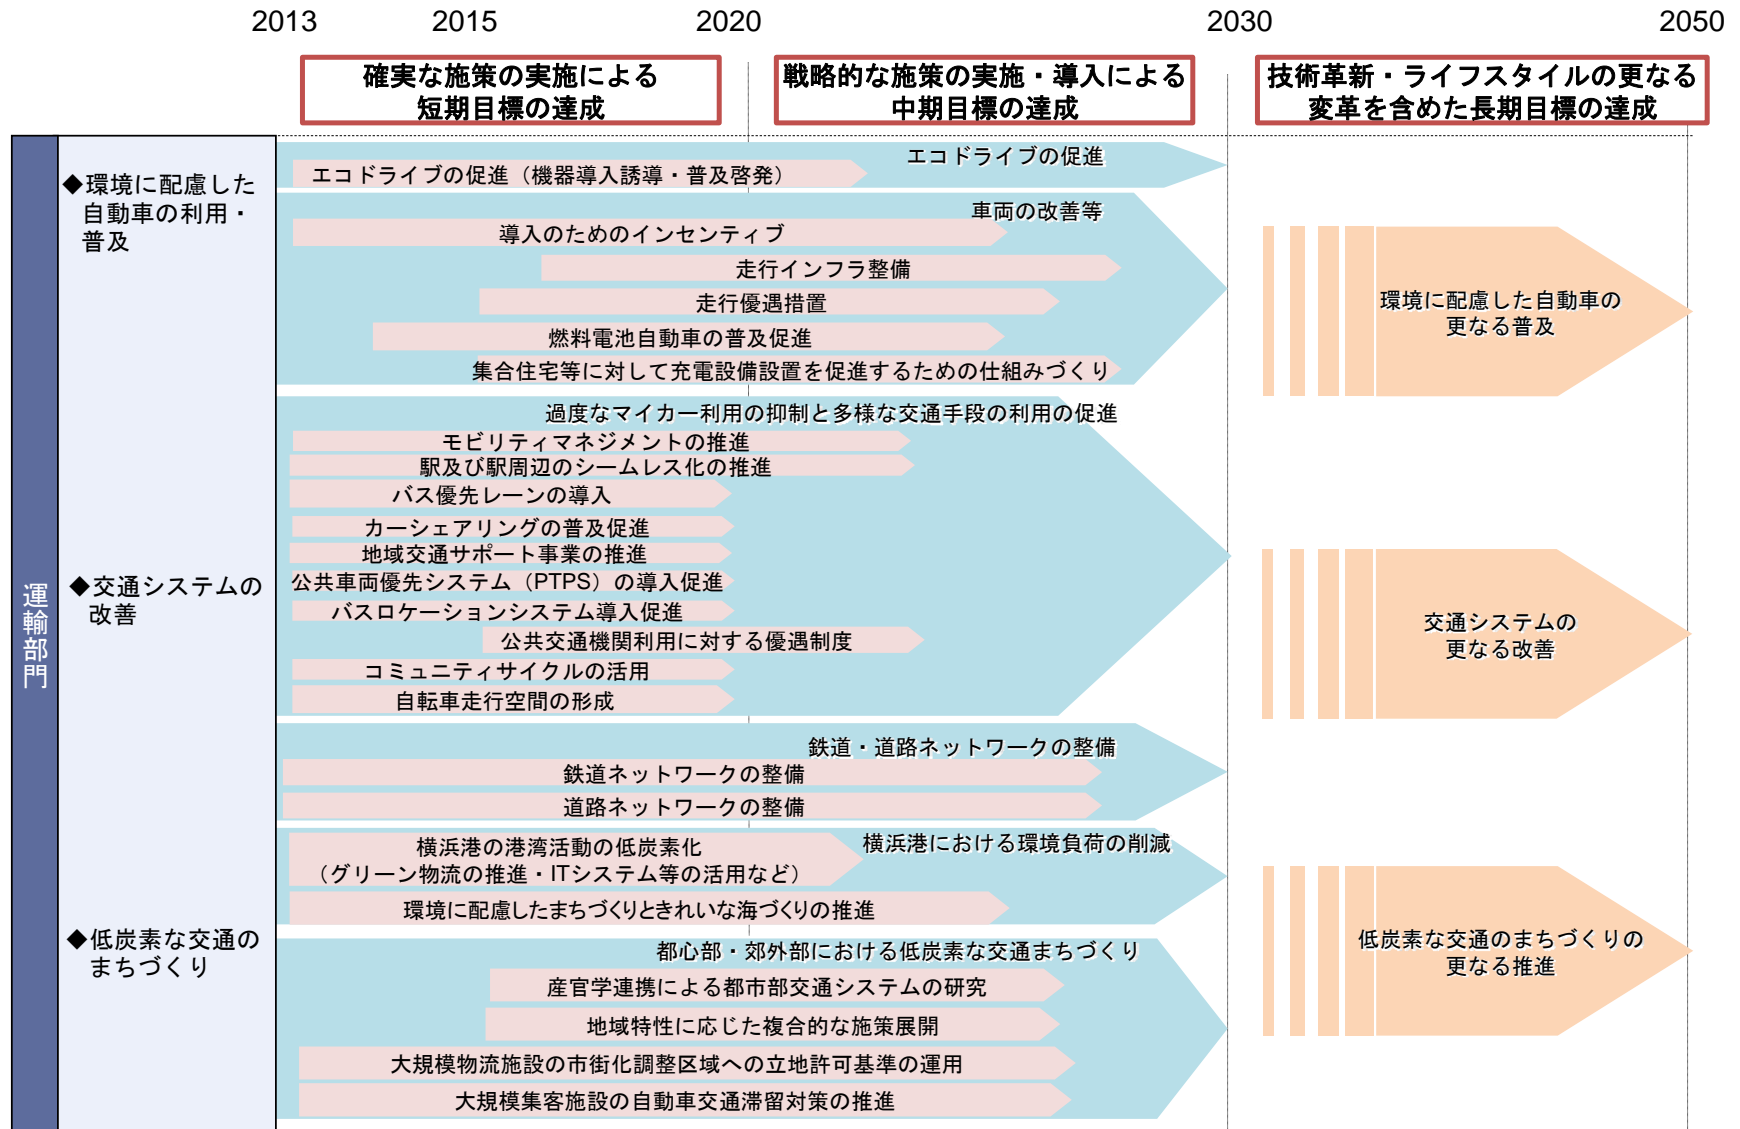 2013
2015
2020
2030
2050
確実な施策の実施による
短期目標の達成
戦略的な施策の実施・導入による
中期目標の達成
技術革新・ライフスタイルの更なる
変革を含めた長期目標の達成
運輸部門
◆環境に配慮した
自動車の利用・
普及
エコドライブの促進
エコドライブの促進（機器導入誘導・普及啓発）
車両の改善等
導入のためのインセンティブ
走行インフラ整備
走行優遇措置
燃料電池自動車の普及促進
集合住宅等に対して充電設備設置を促進するための仕組みづくり
環境に配慮した自動車の
更なる普及
◆交通システムの
改善
過度なマイカー利用の抑制と多様な交通手段の利用の促進
モビリティマネジメントの推進
駅及び駅周辺のシームレス化の推進
バス優先レーンの導入
カーシェアリングの普及促進
地域交通サポート事業の推進
公共車両優先システム（PTPS）の導入促進
バスロケーションシステム導入促進
公共交通機関利用に対する優遇制度
コミュニティサイクルの活用
自転車走行空間の形成
交通システムの
更なる改善
鉄道・道路ネットワークの整備
鉄道ネットワークの整備
道路ネットワークの整備
◆低炭素な交通の
まちづくり
横浜港における環境負荷の削減
横浜港の港湾活動の低炭素化
（グリーン物流の推進・ITシステム等の活用など）
環境に配慮したまちづくりときれいな海づくりの推進
都心部・郊外部における低炭素な交通まちづくり
産官学連携による都市部交通システムの研究
地域特性に応じた複合的な施策展開
大規模物流施設の市街化調整区域への立地許可基準の運用
大規模集客施設の自動車交通滞留対策の推進
低炭素な交通のまちづくりの
更なる推進